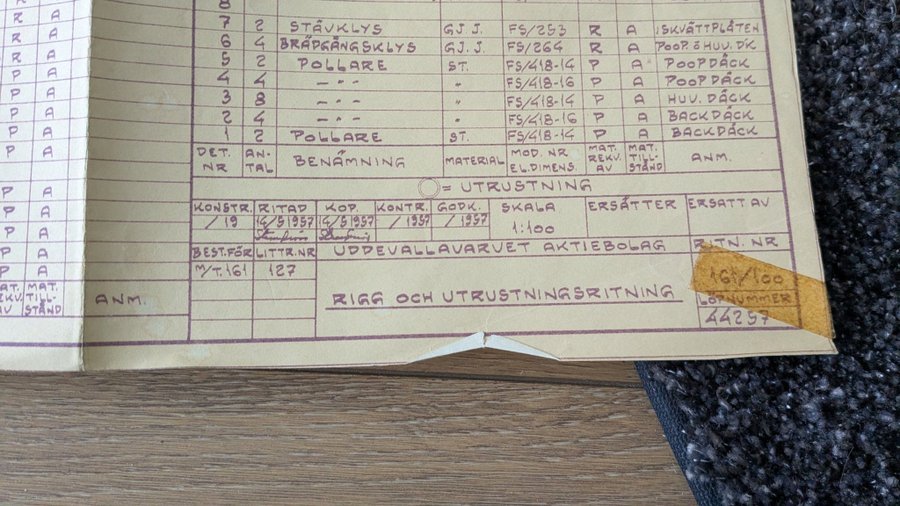 8
7 2 STÄVKLYS GJ.J. FS/253 R A ISKVÄTTPLÅTEN
6 4 BRÄDGÅNGSKLYS GJ.J. FS/264 R A POOP.O HUV. DK
5 2 POLLARE ST. FS/418-14 P A POOPDÄCK
4 4 -"- " FS/418-16 P A POOPDÄCK
3 8 -"- " FS/418-14 P A HUV. DÄCK
2 4 -"- " FS/418-16 P A BACKDÄCK
1 2 POLLARE ST. FS/418-14 P A BACKDÄCK
DET. NR AN-TAL BENÄMNING MATERIAL MOD. NR EL.DIMENS. MAT. REKV. AV MAT. TILL-STÅND ANM.
= UTRUSTNING
KONSTR. RITAD KOP. KONTR. GODK. SKALA ERSÄTTER ERSATT AV
/ 19 /5 1957 /5 1957 / 1957 / 1957 1:100
BEST.FÖR LITTR.NR UDDEVALLAVARVET AKTIEBOLAG RITN. NR
M/T.161 127 161/100
RIGG OCH UTRUSTNINGSRITNING LÖPNUMMER
44257
R A
R A
R A
P A
P A
P A
P A
P A
P A
P A
P A
P A
MAT. REKV. AV MAT. TILL-STÅND ANM.